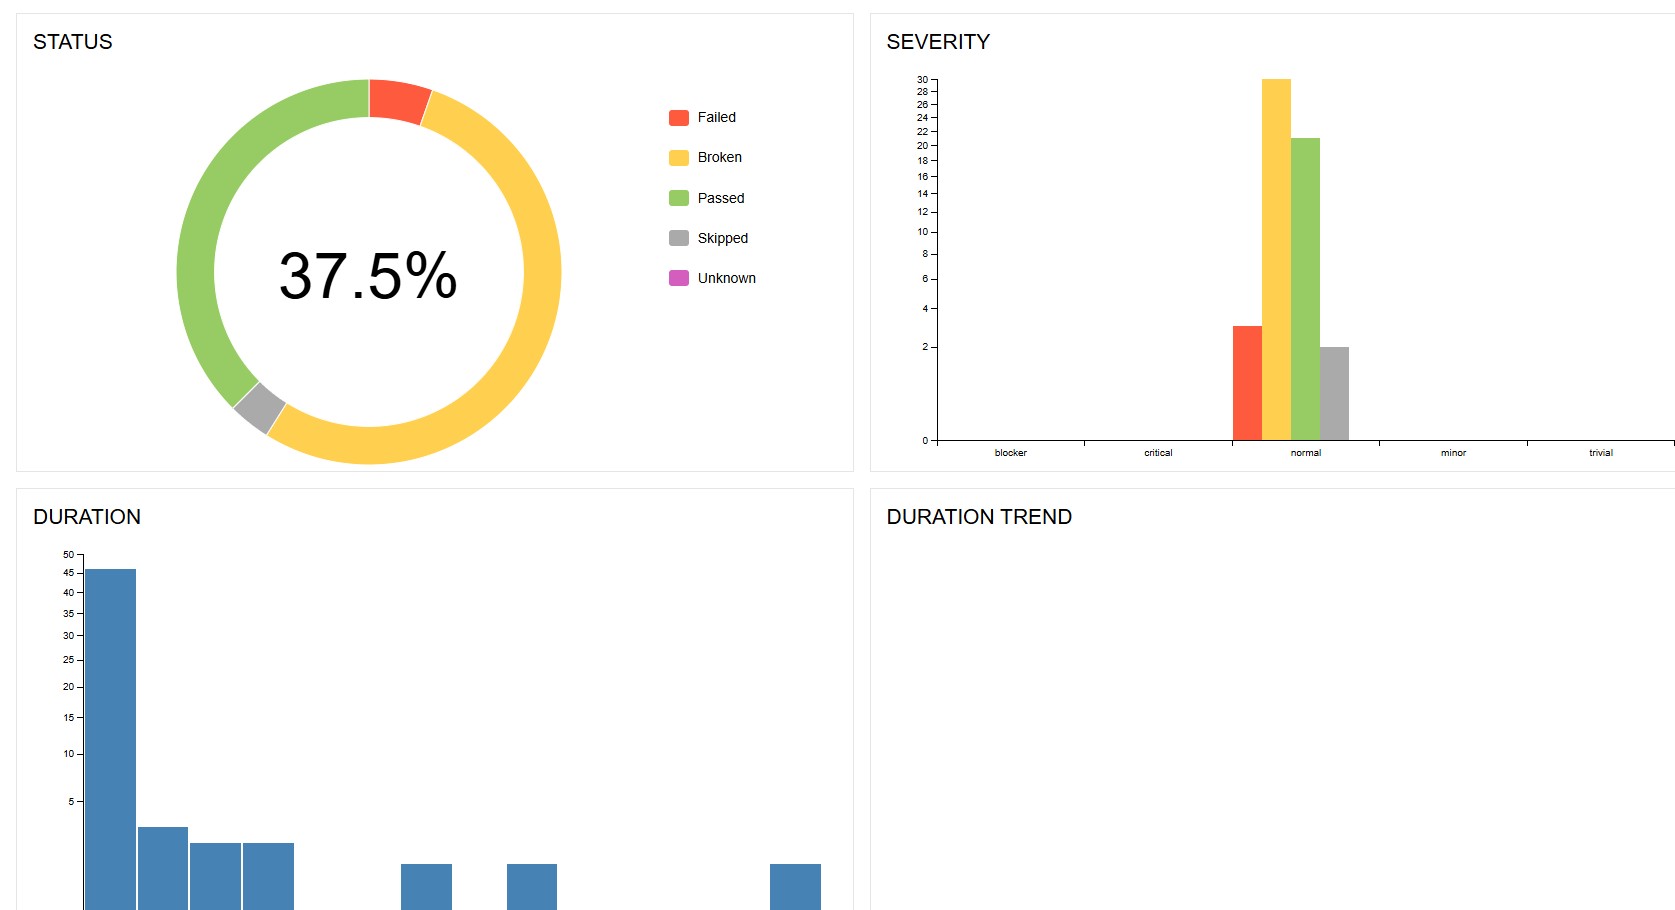 STATUS
37.5%
Failed
Broken
Passed
Skipped
Unknown
SEVERITY
30
28
26
24
22
20
18
16
14
12
10
8
6
4
2
0
blocker critical normal minor trivial
DURATION
50
45
40
35
30
25
20
15
10
5
DURATION TREND